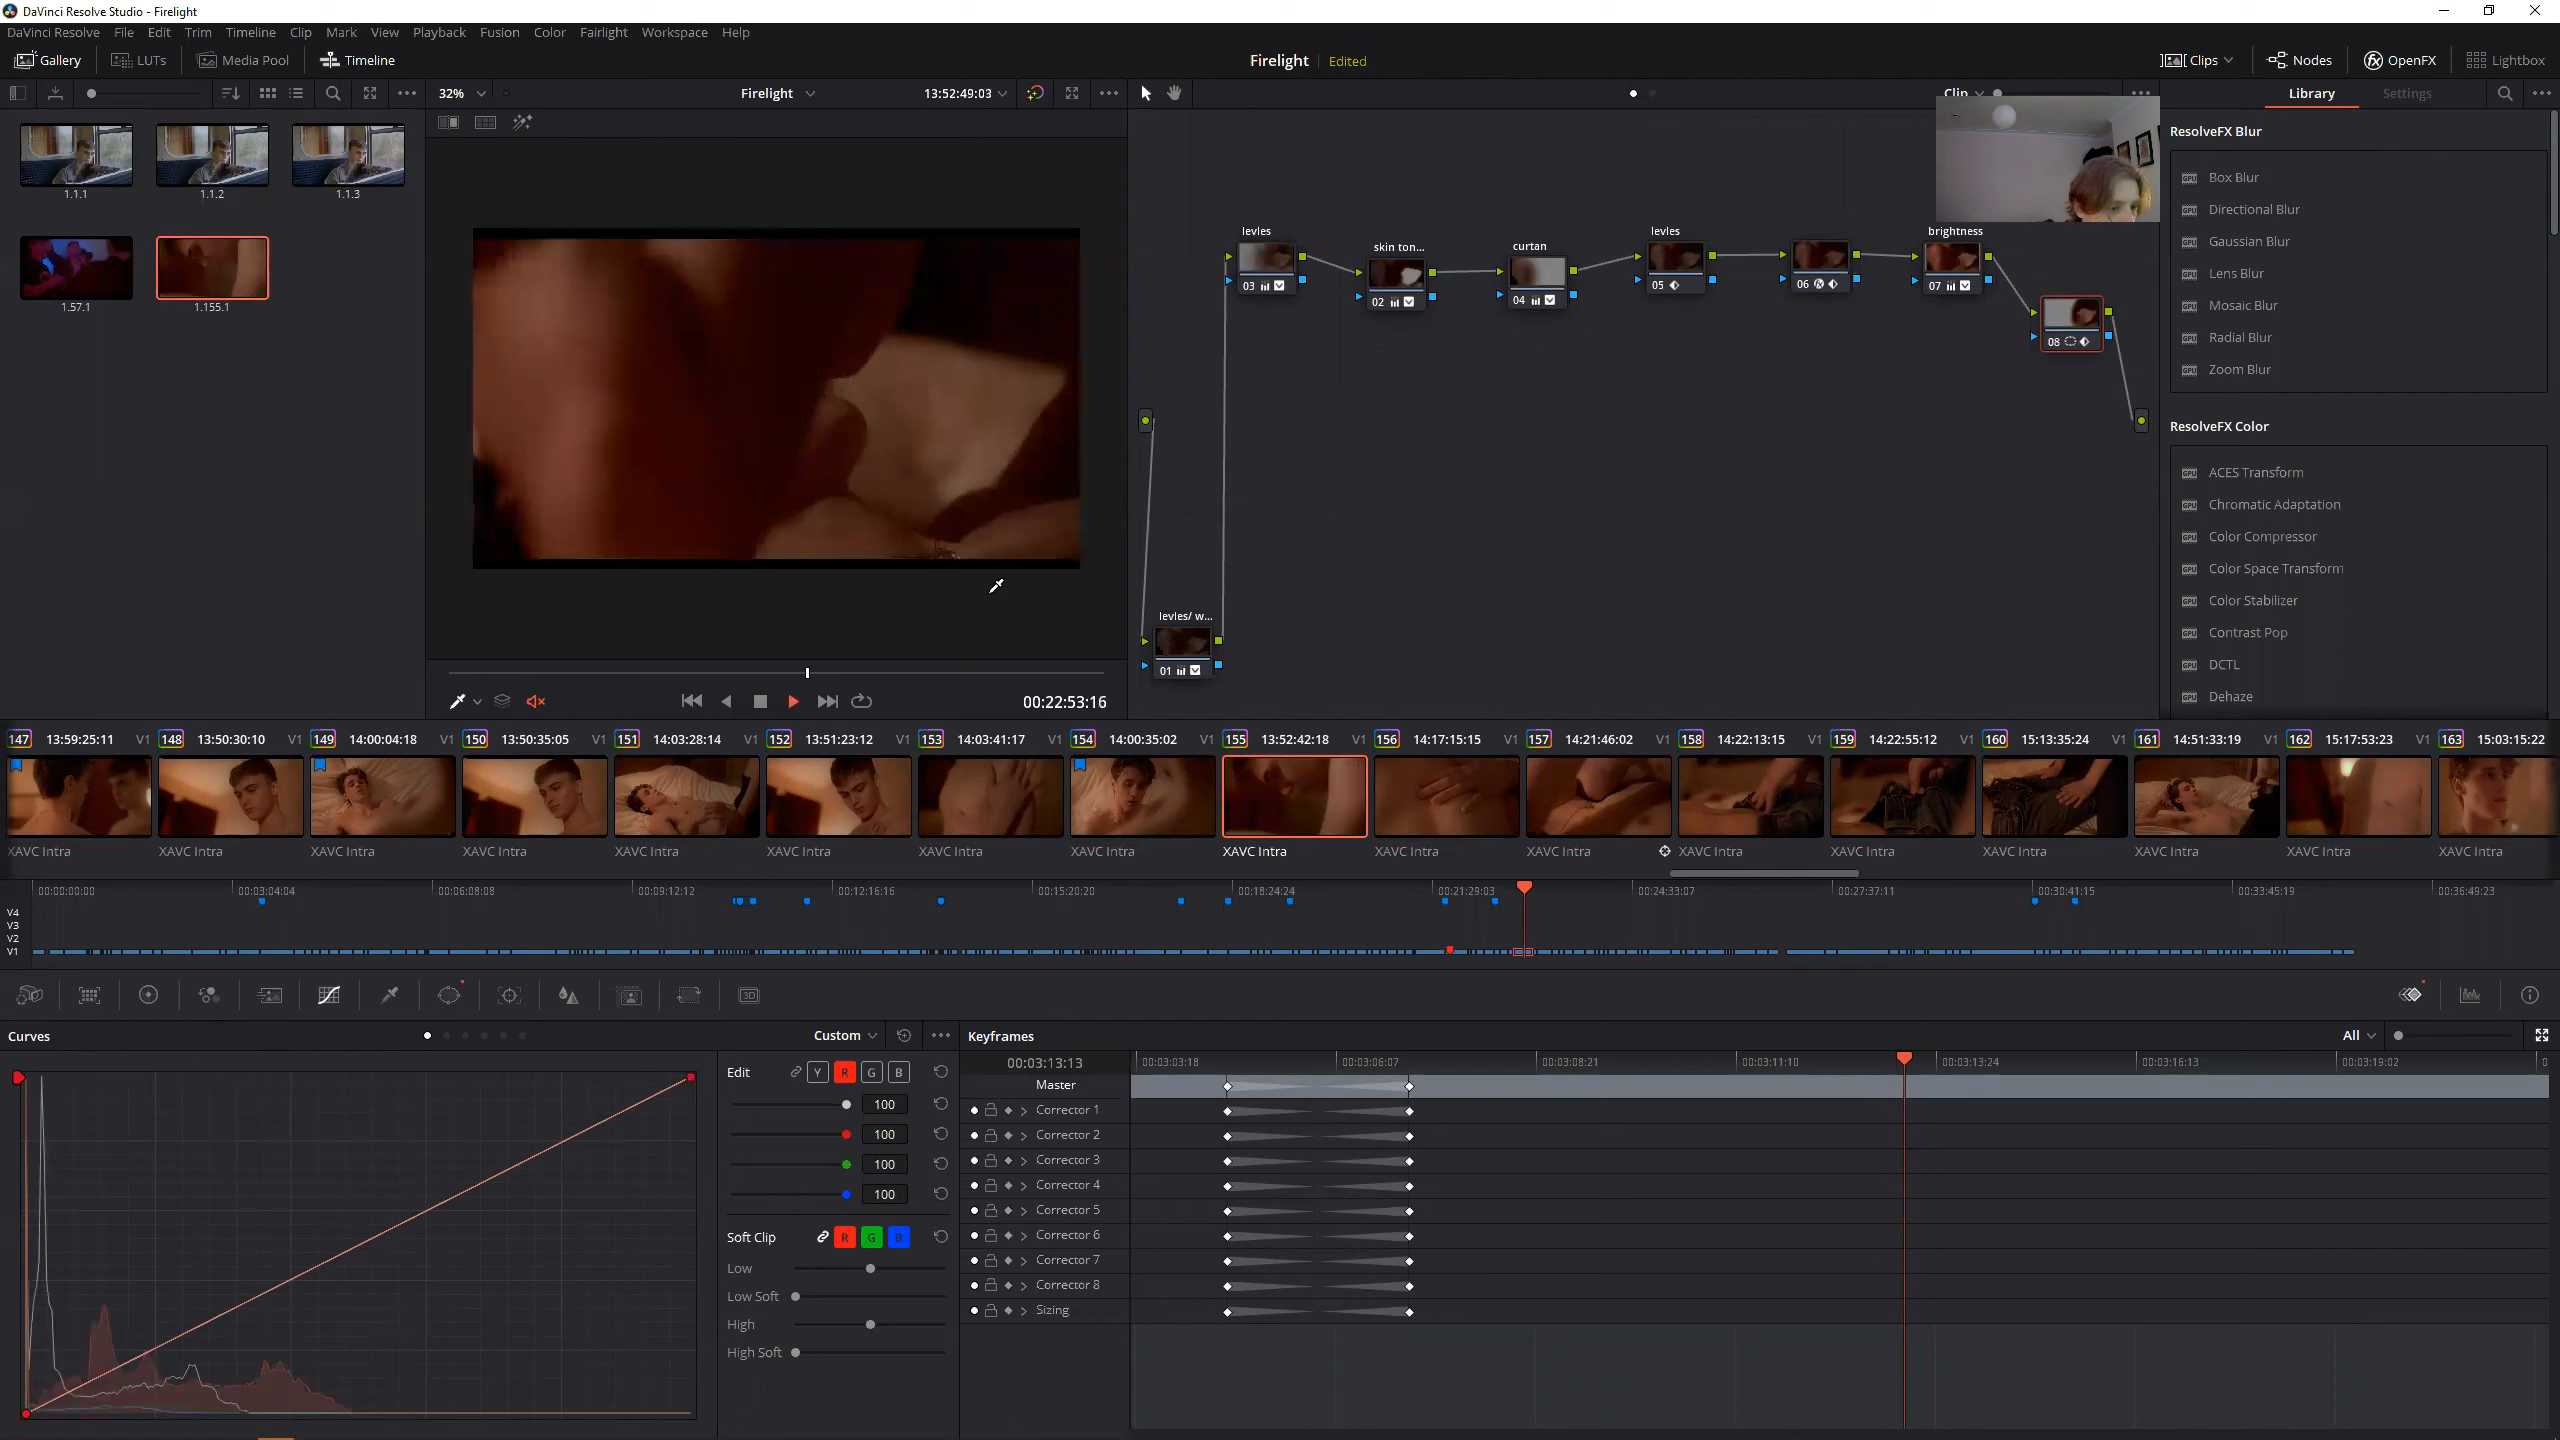 DaVinci Resolve Studio - Firelight
DaVinci Resolve File Edit Trim Timeline Clip Mark View Playback Fusion Color Fairlight Workspace Help
Gallery LUTs Media Pool Timeline Firelight Edited Clips Nodes OpenFX Lightbox
32% Firelight 13:52:49:03 Clip Library Settings
1.1.1 1.1.2 1.1.3
1.57.1 1.155.1
levles skin ton... curtan levles brightness
03 02 04 05 06 07
08
levles/ w...
01
ResolveFX Blur
Box Blur
Directional Blur
Gaussian Blur
Lens Blur
Mosaic Blur
Radial Blur
Zoom Blur
ResolveFX Color
ACES Transform
Chromatic Adaptation
Color Compressor
Color Space Transform
Color Stabilizer
Contrast Pop
DCTL
Dehaze
00:22:53:16
147 13:59:25:11 V1 148 13:50:30:10 V1 149 14:00:04:18 V1 150 13:50:35:05 V1 151 14:03:28:14 V1 152 13:51:23:12 V1 153 14:03:41:17 V1 154 14:00:35:02 V1 155 13:52:42:18 V1 156 14:17:15:15 V1 157 14:21:46:02 V1 158 14:22:13:15 V1 159 14:22:55:12 V1 160 15:13:35:24 V1 161 14:51:33:19 V1 162 15:17:53:23 V1 163 15:03:15:22
XAVC Intra XAVC Intra XAVC Intra XAVC Intra XAVC Intra XAVC Intra XAVC Intra XAVC Intra XAVC Intra XAVC Intra XAVC Intra XAVC Intra XAVC Intra XAVC Intra XAVC Intra XAVC Intra XAVC Intra
00:00:00:00 00:03:04:04 00:06:08:08 00:09:12:12 00:12:16:16 00:15:20:20 00:18:24:24 00:21:29:03 00:24:33:07 00:27:37:11 00:30:41:15 00:33:45:19 00:36:49:23
V4
V3
V2
V1
3D
Curves Custom
Edit Y R G B
100
100
100
100
Soft Clip R G B
Low
Low Soft
High
High Soft
Keyframes All
00:03:13:13 00:03:03:18 00:03:06:07 00:03:08:21 00:03:11:10 00:03:13:24 00:03:16:13 00:03:19:02 0
Master
Corrector 1
Corrector 2
Corrector 3
Corrector 4
Corrector 5
Corrector 6
Corrector 7
Corrector 8
Sizing